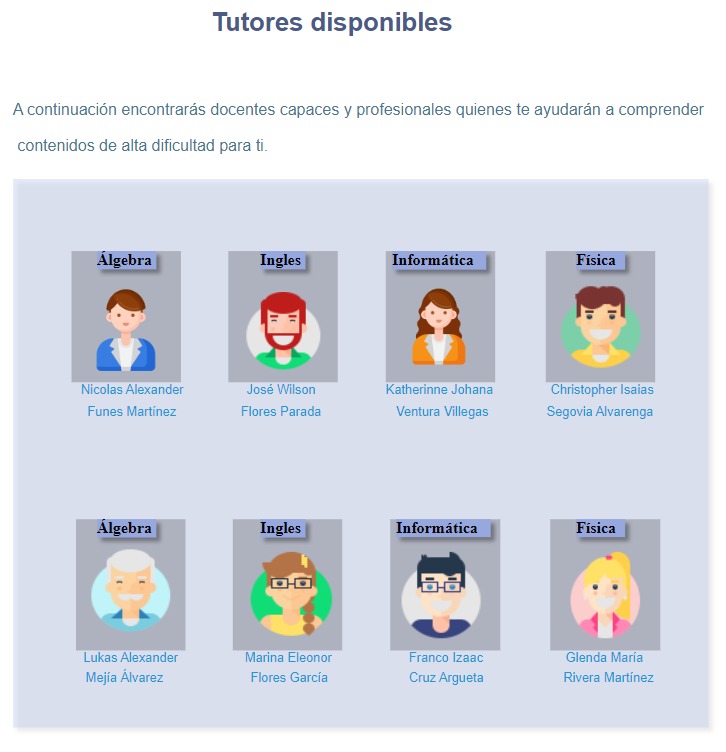 Tutores disponibles
A continuación encontrarás docentes capaces y profesionales quienes te ayudarán a comprender
contenidos de alta dificultad para ti.
Álgebra
Nicolas Alexander
Funes Martínez
Ingles
José Wilson
Flores Parada
Informática
Katherinne Johana
Ventura Villegas
Física
Christopher Isaias
Segovia Alvarenga
Álgebra
Lukas Alexander
Mejía Álvarez
Ingles
Marina Eleonor
Flores García
Informática
Franco Izaac
Cruz Argueta
Física
Glenda María
Rivera Martínez